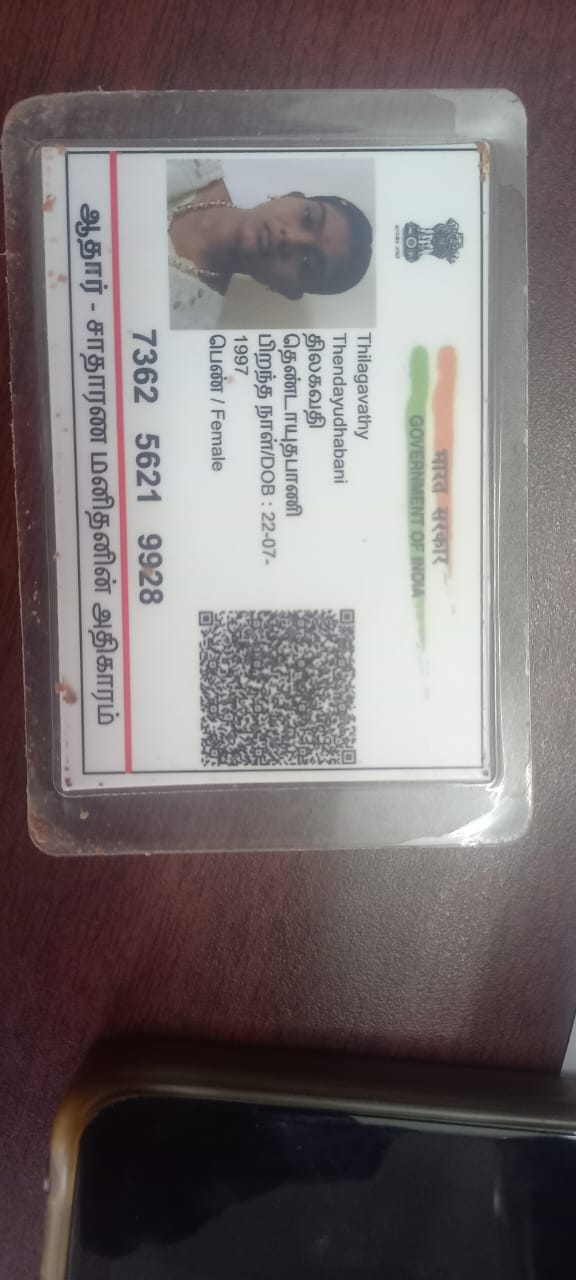 भारत सरकार
GOVERNMENT OF INDIA
Thilagavathy
Thendayudhabani
திலகவதி
தெண்டாயுதபாணி
பிறந்த நாள்/DOB : 22-07-
1997
பெண் / Female
7362 5621 9928
ஆதார் - சாதாரண மனிதனின் அதிகாரம்